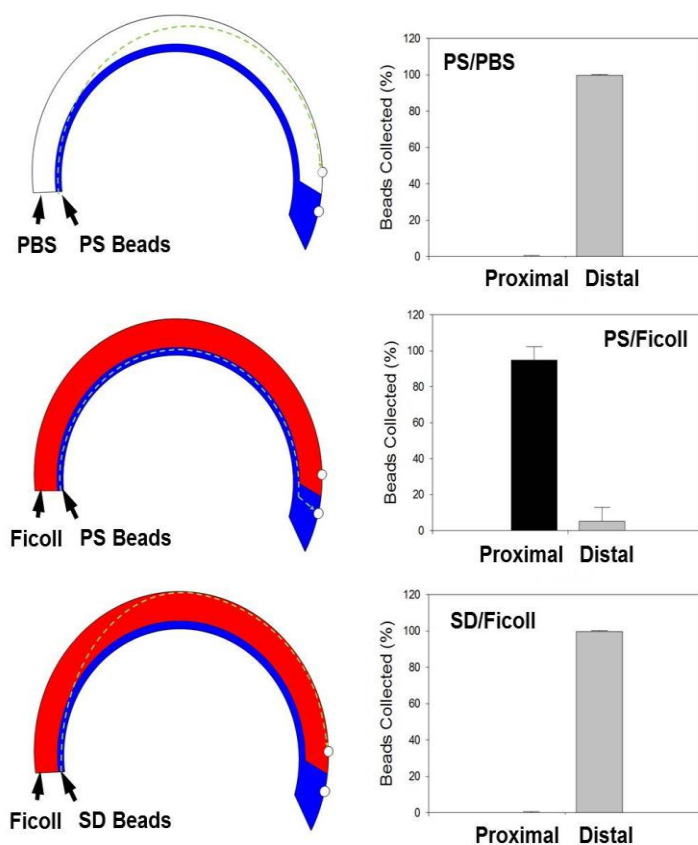 PBS PS Beads
PS/PBS
Beads Collected (%)
120
100
80
60
40
20
0
Proximal Distal
Ficoll PS Beads
PS/Ficoll
Beads Collected (%)
120
100
80
60
40
20
0
Proximal Distal
Ficoll SD Beads
SD/Ficoll
Beads Collected (%)
120
100
80
60
40
20
0
Proximal Distal